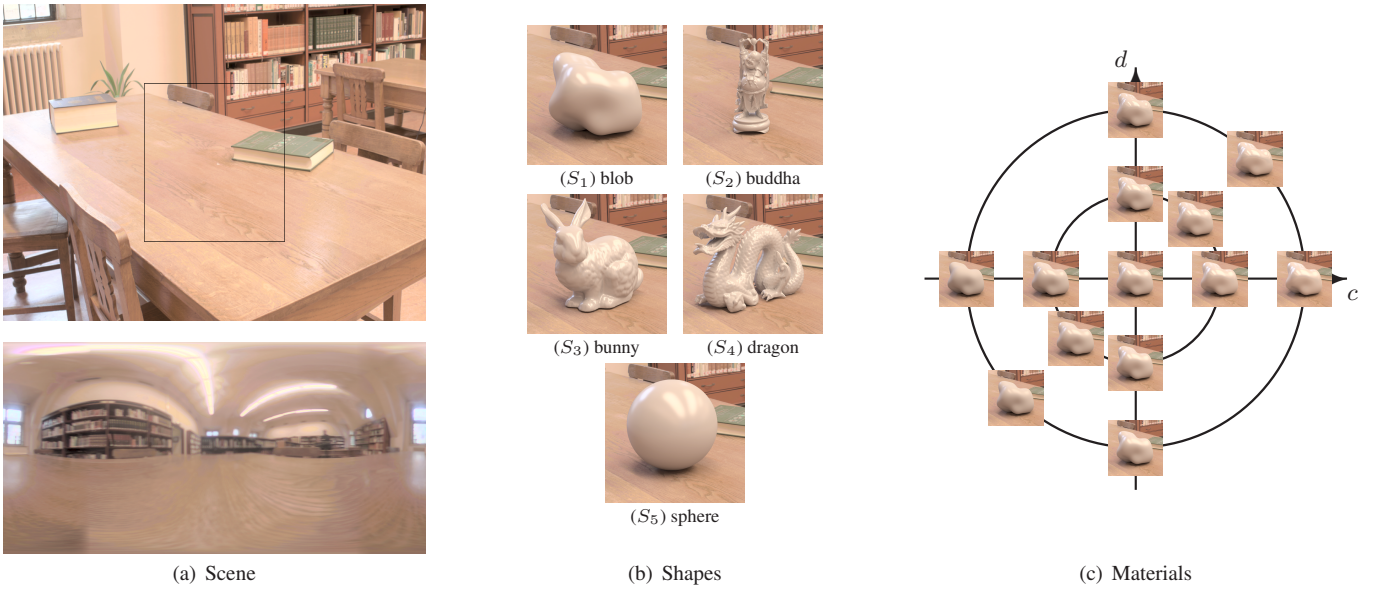 (S₁) blob
(S₂) buddha
(S₃) bunny
(S₄) dragon
(S₅) sphere
d
c
(a) Scene
(b) Shapes
(c) Materials